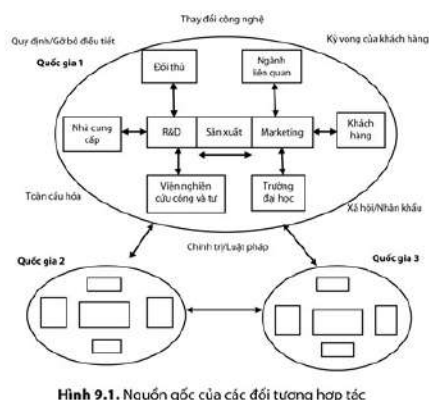 Thay đổi công nghệ
Quy định/Gỡ bỏ điều tiết
Kỳ vọng của khách hàng
Quốc gia 1
Đối thủ
Ngành
liên quan
Nhà cung
cấp
R&D
Sản xuất
Marketing
Khách
hàng
Viện nghiên
cứu công và tư
Trường
đại học
Toàn cầu hóa
Xã hội/Nhân khẩu
Chính trị/Luật pháp
Quốc gia 2
Quốc gia 3
Hình 9.1. Nguồn gốc của các đối tượng hợp tác